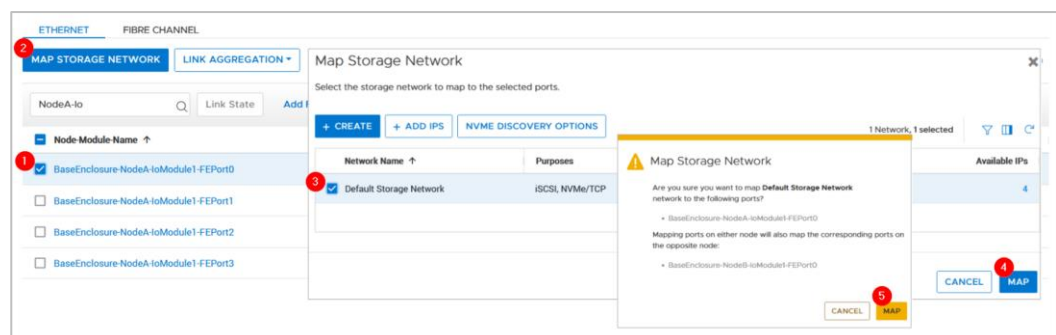 ETHERNET FIBRE CHANNEL
2
MAP STORAGE NETWORK LINK AGGREGATION
NodeA-Io Link State Add
Node-Module-Name ↑
1
BaseEnclosure-NodeA-IoModule1-FEPort0
BaseEnclosure-NodeA-IoModule1-FEPort1
BaseEnclosure-NodeA-IoModule1-FEPort2
BaseEnclosure-NodeA-IoModule1-FEPort3
Map Storage Network
Select the storage network to map to the selected ports.
+ CREATE + ADD IPS NVME DISCOVERY OPTIONS
1 Network, 1 selected
Network Name ↑ Purposes Available IPs
3
Default Storage Network iSCSI, NVMe/TCP 4
4
CANCEL MAP
Map Storage Network
Are you sure you want to map Default Storage Network
network to the following ports?
• BaseEnclosure-NodeA-IoModule1-FEPort0
Mapping ports on either node will also map the corresponding ports on
the opposite node:
• BaseEnclosure-NodeB-IoModule1-FEPort0
5
CANCEL MAP